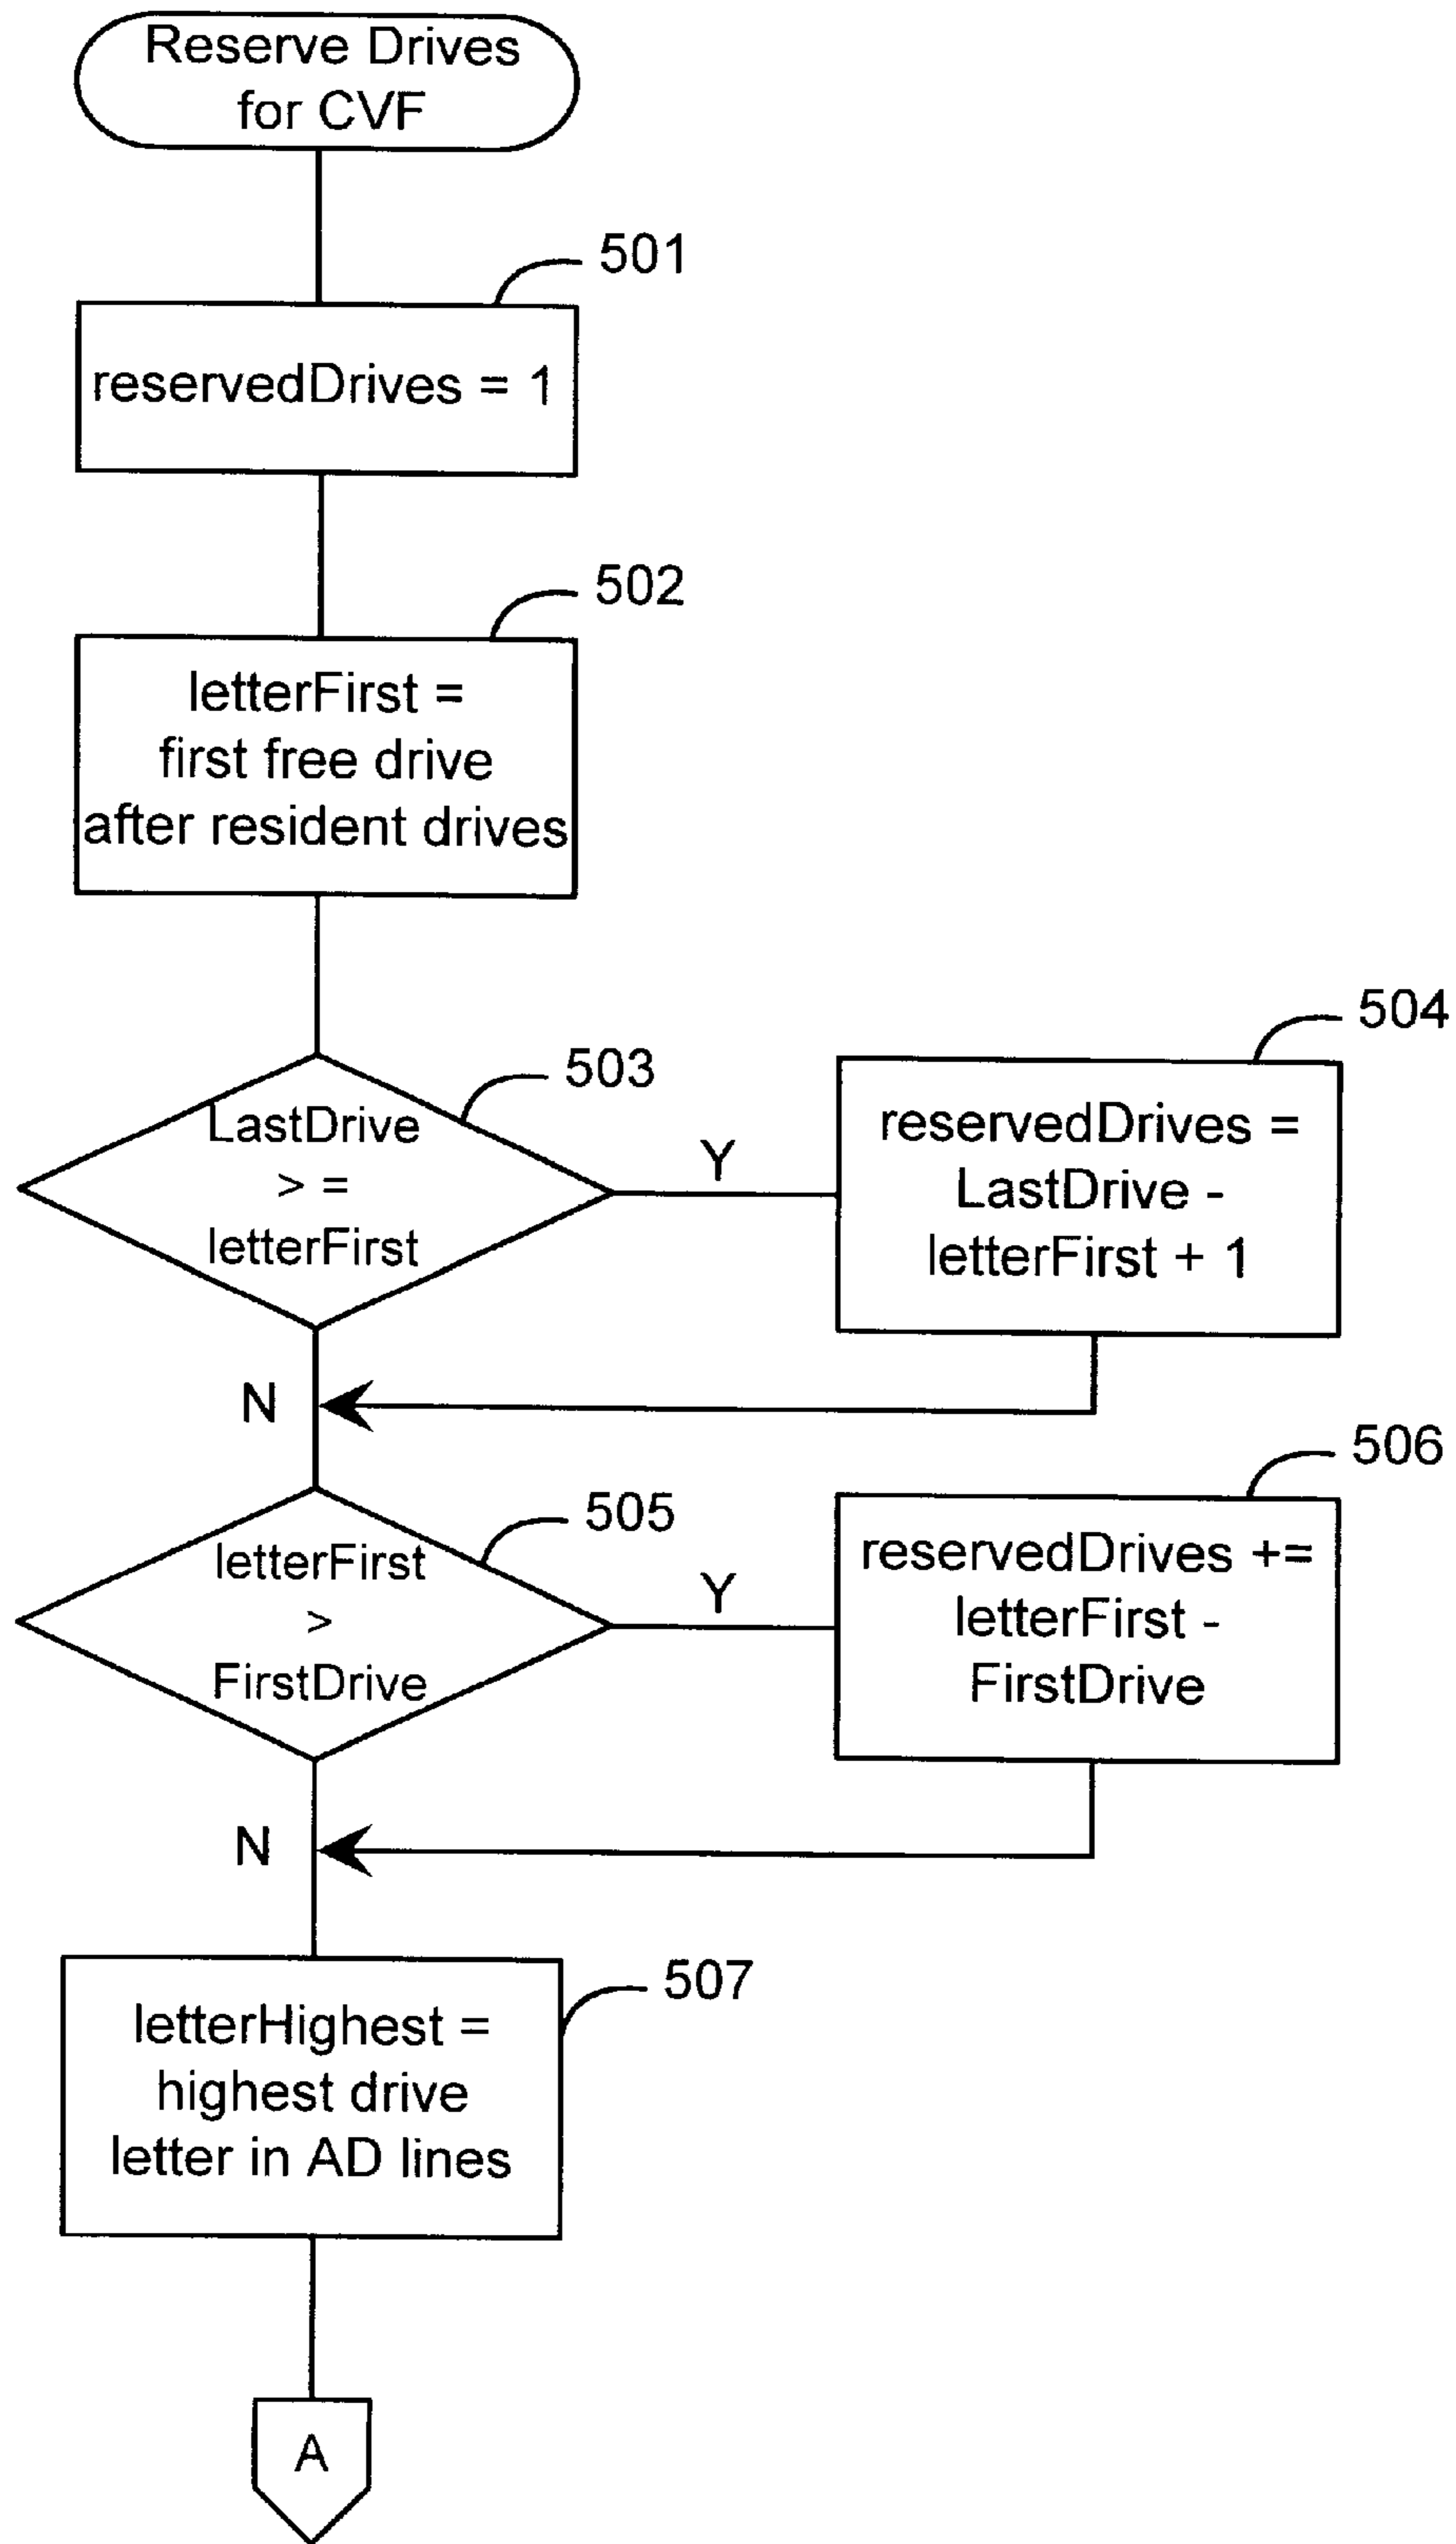 Reserve Drives
for CVF
501
reservedDrives = 1
502
letterFirst =
first free drive
after resident drives
503
LastDrive
> =
letterFirst
Y
504
reservedDrives =
LastDrive -
letterFirst + 1
N
505
letterFirst
>
FirstDrive
Y
506
reservedDrives +=
letterFirst -
FirstDrive
N
507
letterHighest =
highest drive
letter in AD lines
A